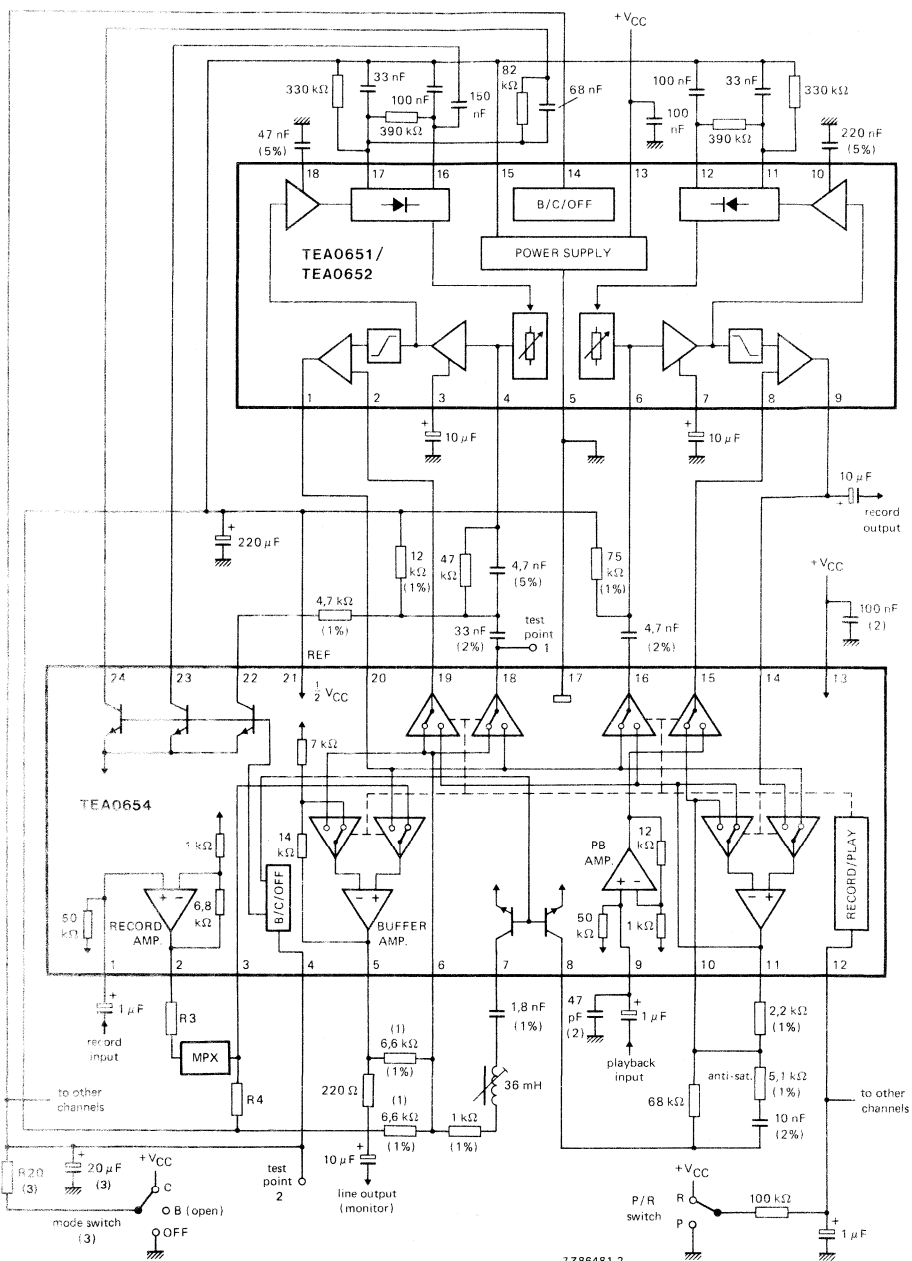 +VCC
330 kΩ
33 nF
100 nF
390 kΩ
150
nF
82
kΩ
68 nF
100
nF
100 nF
33 nF
390 kΩ
330 kΩ
47 nF
(5%)
220 nF
(5%)
18
17
16
15
14
13
12
11
10
B/C/OFF
POWER SUPPLY
TEA0651/
TEA0652
1
2
3
4
5
6
7
8
9
+
10 μF
+
10 μF
10 μF
+
record
output
+
220 μF
12
kΩ
(1%)
47
kΩ
4,7 nF
(5%)
75
kΩ
(1%)
+VCC
100 nF
(2)
4,7 kΩ
(1%)
33 nF
(2%)
test
point
1
4,7 nF
(2%)
REF
24
23
22
21
20
19
18
17
16
15
14
13
½ VCC
7 kΩ
TEA0654
1 kΩ
14
kΩ
PB
AMP.
12
kΩ
50
kΩ
+ −
RECORD
AMP.
6,8
kΩ
B/C/OFF
− +
BUFFER
AMP.
+ −
50
kΩ
1 kΩ
− +
RECORD/PLAY
1
2
3
4
5
6
7
8
9
10
11
12
+
1 μF
record
input
R3
MPX
R4
(1)
6,6 kΩ
(1%)
220 Ω
(1)
6,6 kΩ
(1%)
1 kΩ
(1%)
1,8 nF
(1%)
36 mH
47
pF
(2)
+
1 μF
playback
input
2,2 kΩ
(1%)
anti-sat.
5,1 kΩ
(1%)
68 kΩ
10 nF
(2%)
to other
channels
to other
channels
R20
(3)
+
20 μF
(3)
+VCC
C
B (open)
OFF
mode switch
(3)
test
point
2
10 μF
+
line output
(monitor)
+VCC
P/R
switch
R
P
100 kΩ
+
1 μF
7Z86481.2